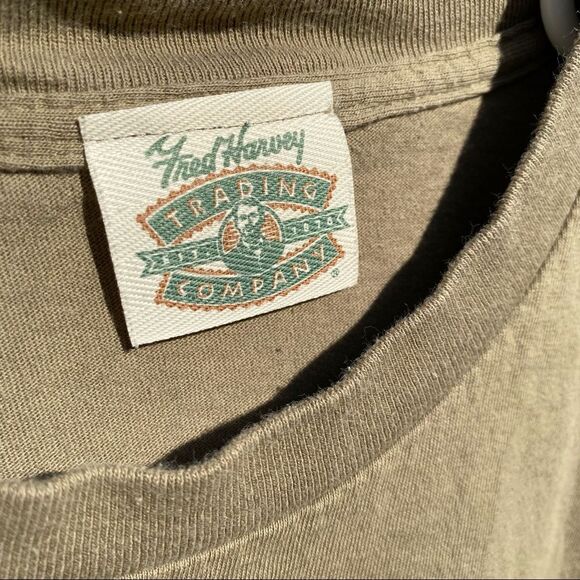 Fred Harvey
TRADING
COMPANY
®